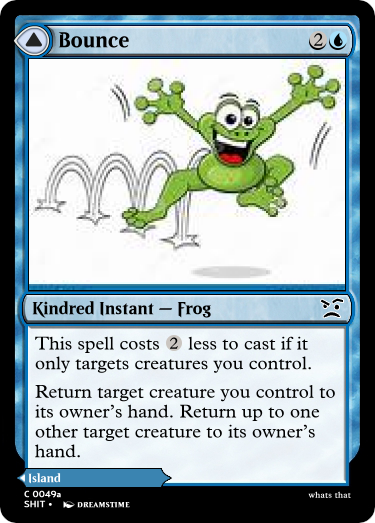 Bounce 2
Kindred Instant — Frog
This spell costs 2 less to cast if it
only targets creatures you control.
Return target creature you control to
its owner's hand. Return up to one
other target creature to its owner's
hand.
Island
C 0049a
SHIT • DREAMSTIME
whats that